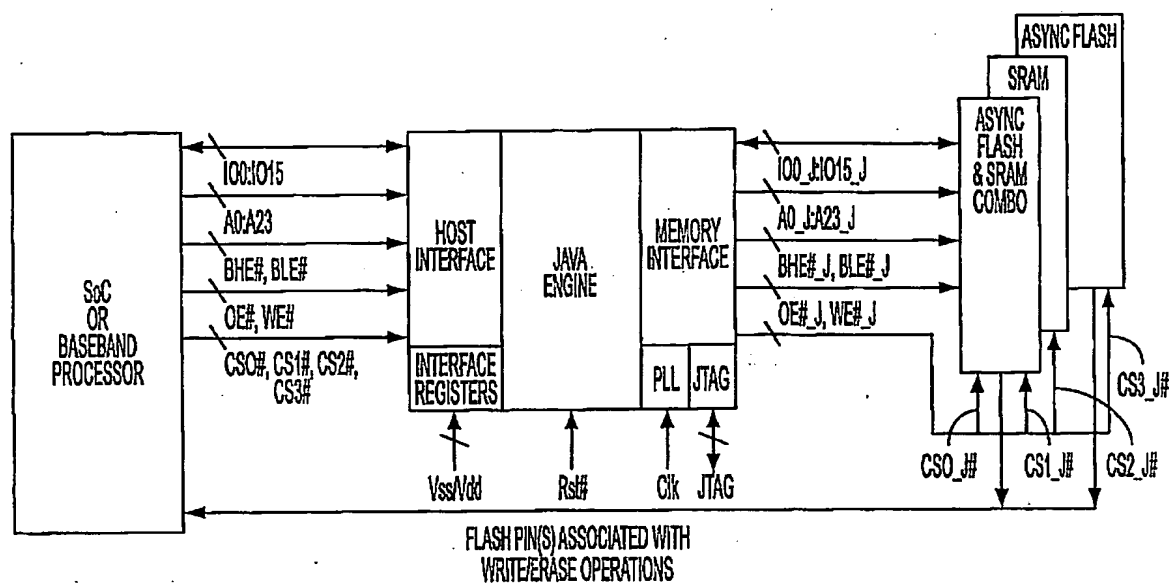 ASYNC FLASH
SRAM
ASYNC
FLASH
& SRAM
COMBO
SoC
OR
BASEBAND
PROCESSOR
IO0:IO15
A0:A23
BHE#, BLE#
OE#, WE#
CS0#, CS1#, CS2#,
CS3#
HOST
INTERFACE
INTERFACE
REGISTERS
JAVA
ENGINE
MEMORY
INTERFACE
PLL
JTAG
IO0_J:IO15_J
A0_J:A23_J
BHE#_J, BLE#_J
OE#_J, WE#_J
CS3_J#
CS0_J#
CS1_J#
CS2_J#
Vss/Vdd
Rst#
Clk
JTAG
FLASH PIN(S) ASSOCIATED WITH
WRITE/ERASE OPERATIONS